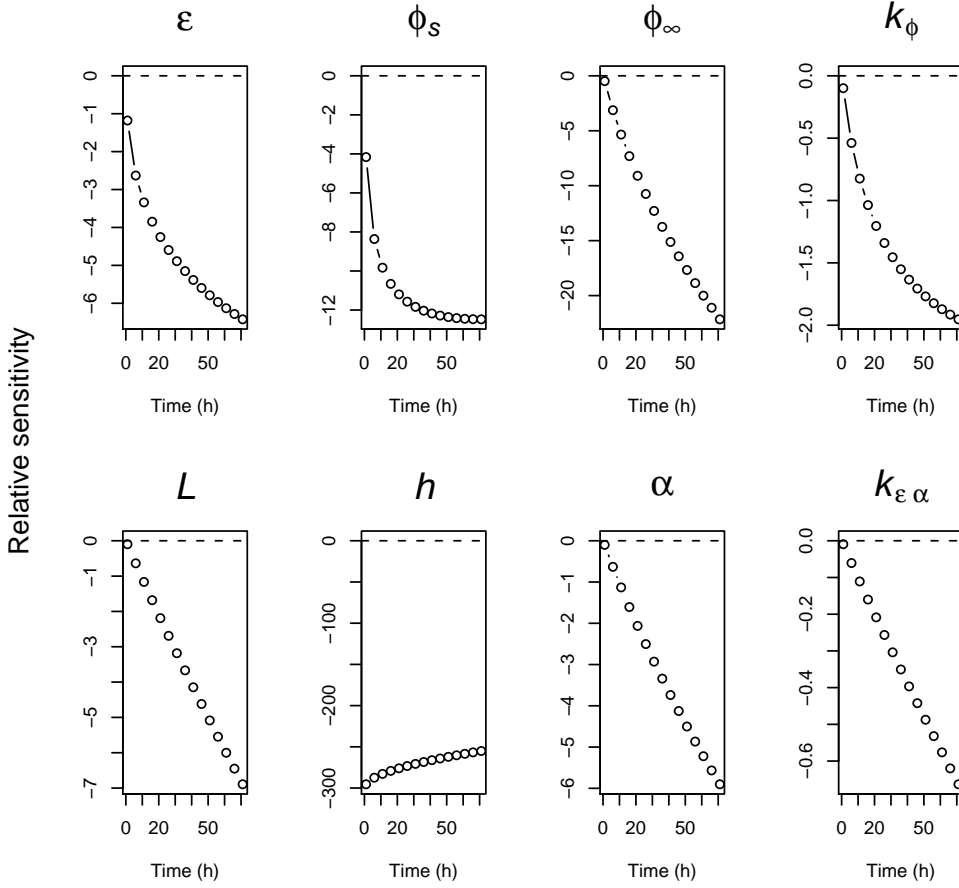 ε ϕs ϕ∞ kϕ
0 −1 −2 −3 −4 −5 −6
0 −2 −4 −8 −12
0 −5 −10 −15 −20
0.0 −0.5 −1.0 −1.5 −2.0
0 20 50 0 20 50 0 20 50 0 20 50
Time (h) Time (h) Time (h) Time (h)
Relative sensitivity
L h α kε α
0 −1 −3 −5 −7
0 −100 −200 −300
0 −1 −2 −3 −4 −5 −6
0.0 −0.2 −0.4 −0.6
0 20 50 0 20 50 0 20 50 0 20 50
Time (h) Time (h) Time (h) Time (h)